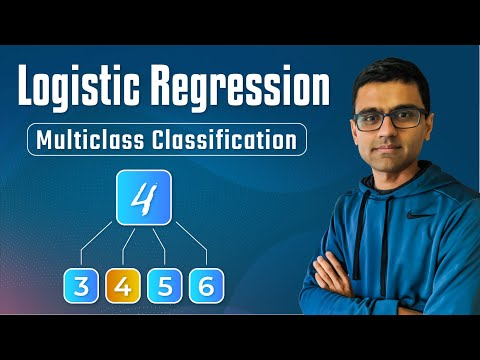 Logistic Regression
Multiclass Classification
4
3 4 5 6